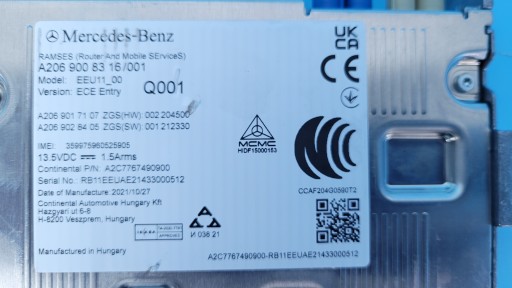 Mercedes-Benz
RAMSES (Router And Mobile SErviceS)
A206 900 83 16 /001
Model: EEU11_00
Version: ECE Entry
Q001
UK
CA
CE
A206 901 71 07 ZGS(HW) 002 204500
A206 902 84 05 ZGS(SW) 001 212330
IMEI: 359975960525905
13.5VDC 1.5Arms
Continental P/N: A2C7767490900
Serial No.: RB11EEUAE21433000512
Date of Manufacture: 2021/10/27
Continental Automotive Hungary Kft
Hazgyari ut 6-8
H-8200 Veszprem, Hungary
MCMC
HIDF15000153
CCAF204G0590T2
И 036 21
Manufactured in Hungary
A2C7767490900-RB11EEUAE21433000512